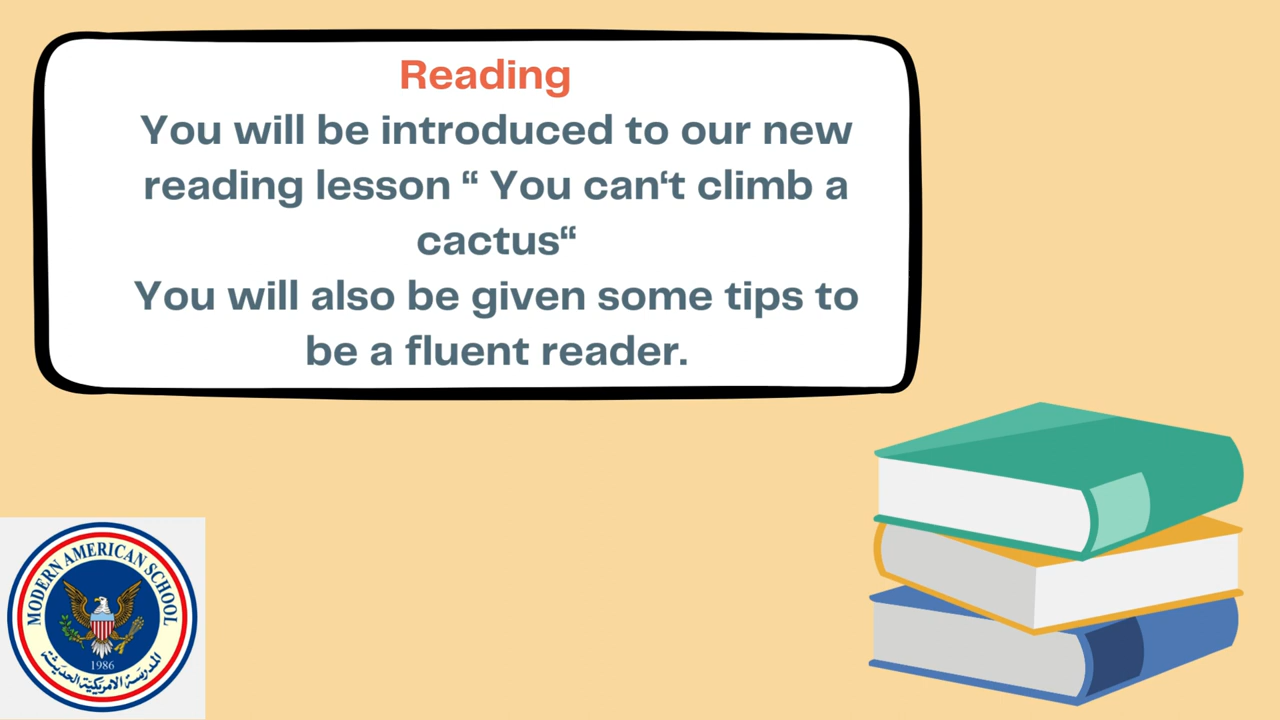 Reading
You will be introduced to our new
reading lesson “ You can‘t climb a
cactus“
You will also be given some tips to
be a fluent reader.
MODERN AMERICAN SCHOOL
1986
المدرسة الامريكية الحديثة